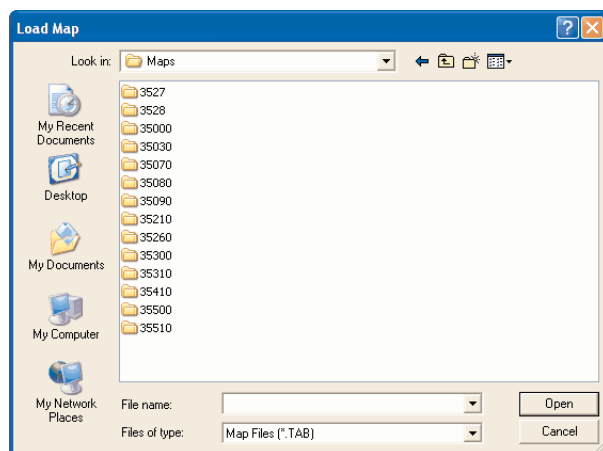 Load Map
Look in:
Maps
My Recent
Documents
Desktop
My Documents
My Computer
My Network
Places
3527
3528
35000
35030
35070
35080
35090
35210
35260
35300
35310
35410
35500
35510
File name:
Open
Files of type:
Map Files (*.TAB)
Cancel